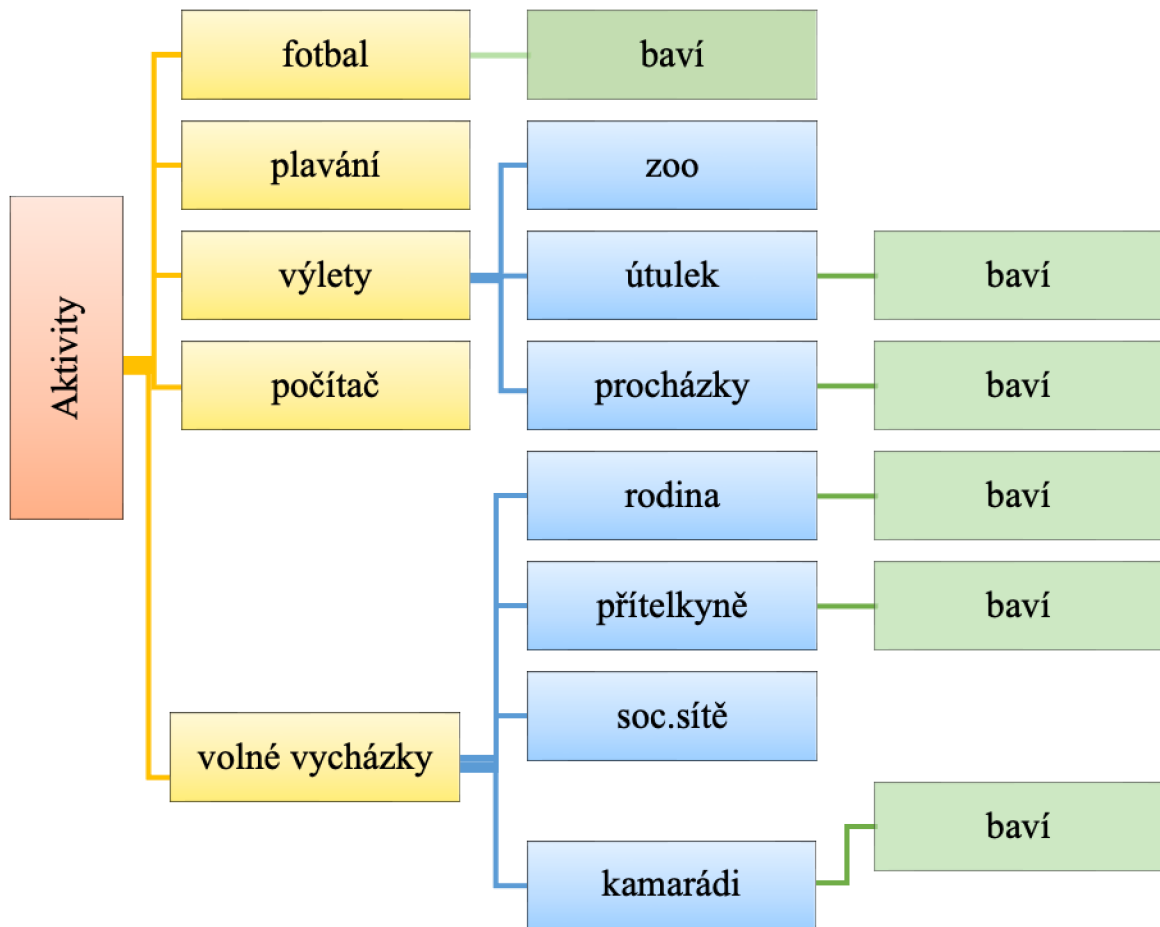 Aktivity
fotbal
baví
plavání
výlety
zoo
útulek
baví
procházky
baví
počítač
volné vycházky
rodina
baví
přítelkyně
baví
soc.sítě
kamarádi
baví